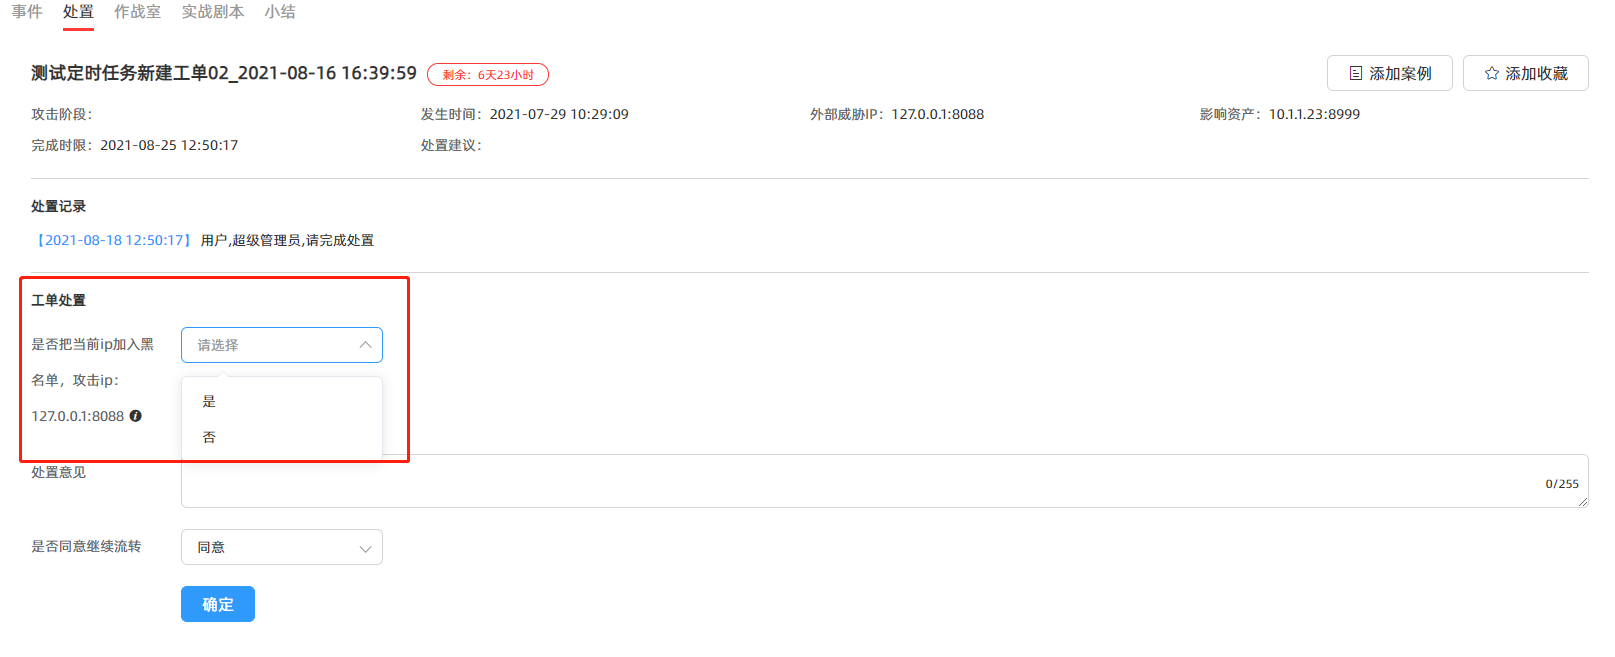 事件 处置 作战室 实战剧本 小结
测试定时任务新建工单02_2021-08-16 16:39:59 剩余：6天23小时 添加案例 添加收藏
攻击阶段： 发生时间：2021-07-29 10:29:09 外部威胁IP：127.0.0.1:8088 影响资产：10.1.1.23:8999
完成时限：2021-08-25 12:50:17 处置建议：
处置记录
【2021-08-18 12:50:17】 用户,超级管理员,请完成处置
工单处置
是否把当前ip加入黑 请选择
名单，攻击ip：
是
127.0.0.1:8088
否
处置意见
0/255
是否同意继续流转 同意
确定